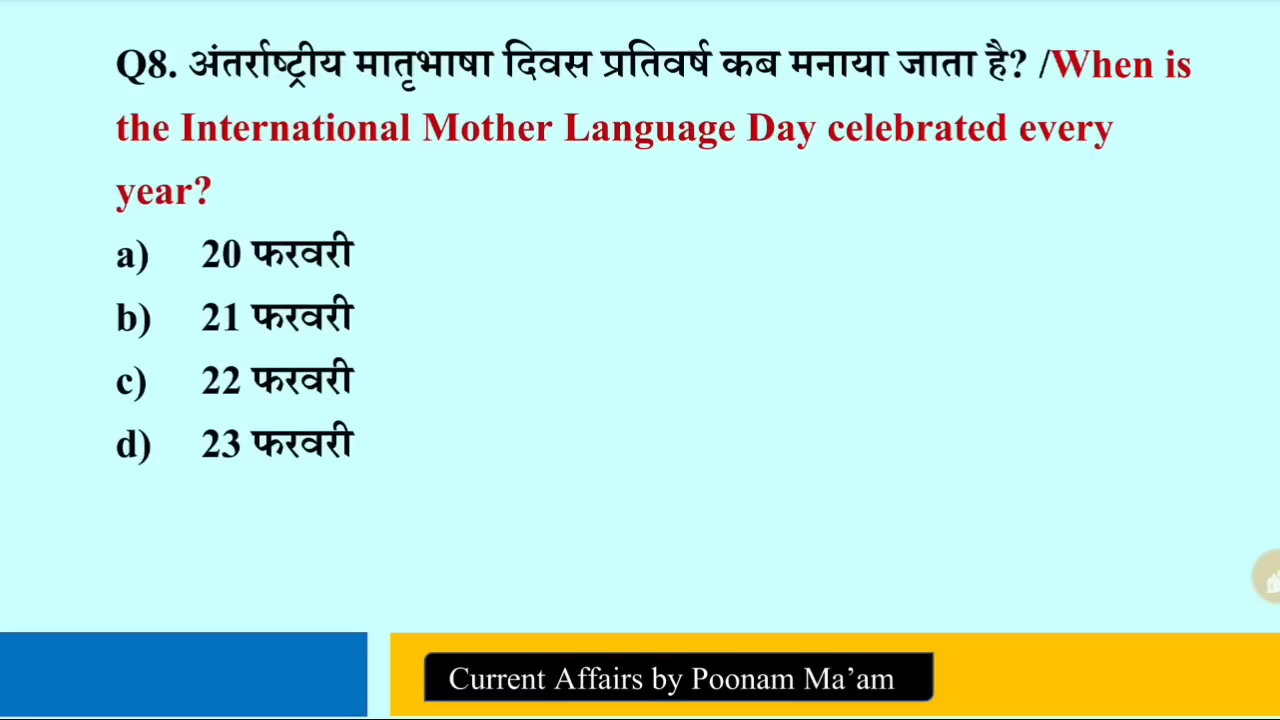 Q8. अंतर्राष्ट्रीय मातृभाषा दिवस प्रतिवर्ष कब मनाया जाता है? /When is
the International Mother Language Day celebrated every
year?
a) 20 फरवरी
b) 21 फरवरी
c) 22 फरवरी
d) 23 फरवरी
Current Affairs by Poonam Ma’am